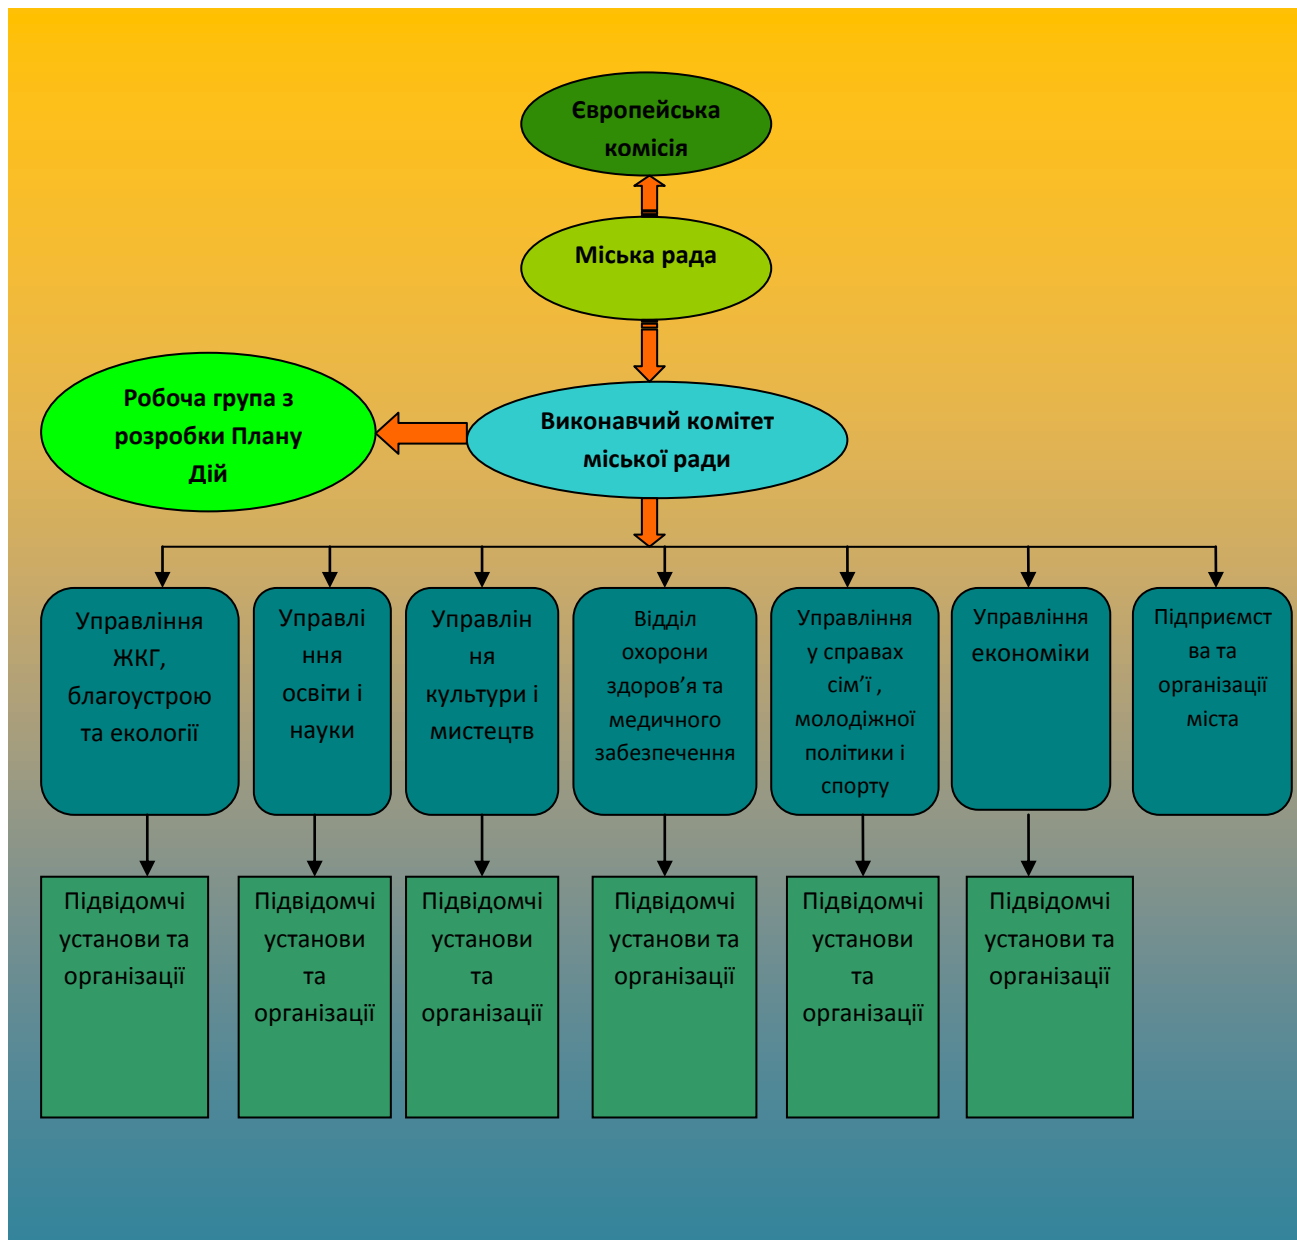 Європейська
комісія
Міська рада
Робоча група з
розробки Плану
Дій
Виконавчий комітет
міської ради
Управління
ЖКГ,
благоустрою
та екології
Управлі
ння
освіти і
науки
Управлін
ня
культури і
мистецтв
Відділ
охорони
здоров’я та
медичного
забезпечення
Управління
у справах
сім’ї ,
молодіжної
політики і
спорту
Управління
економіки
Підприємст
ва та
організації
міста
Підвідомчі
установи та
організації
Підвідомчі
установи
та
організації
Підвідомчі
установи
та
організації
Підвідомчі
установи та
організації
Підвідомчі
установи
та
організації
Підвідомчі
установи та
організації